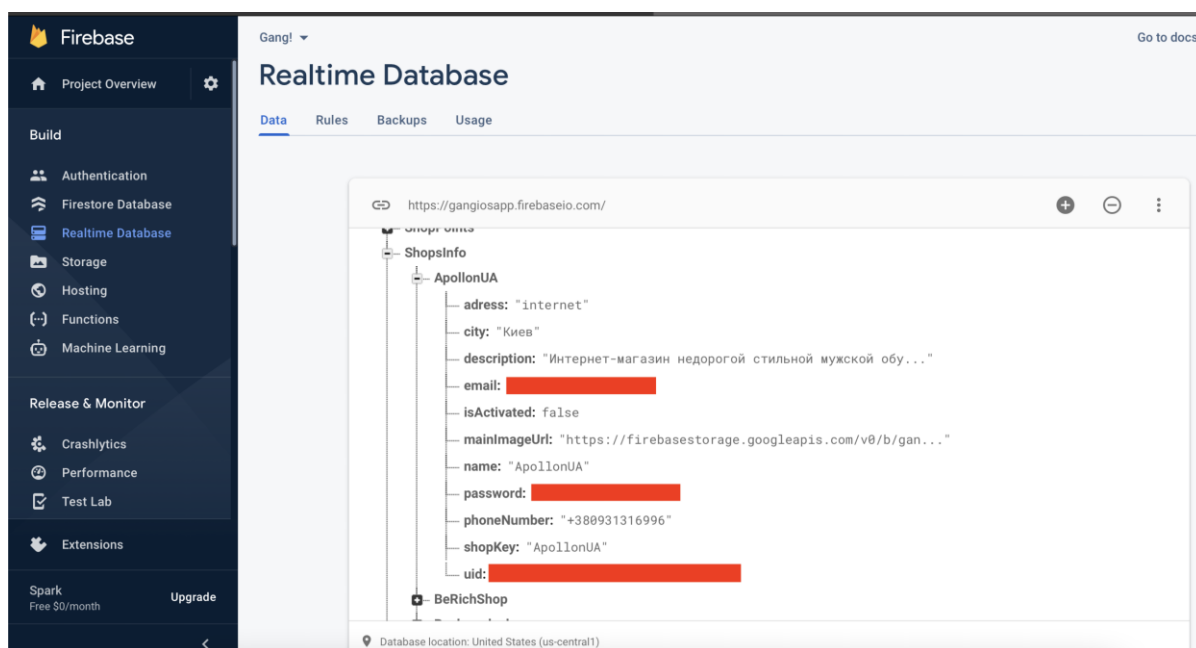 Firebase
Project Overview
Build
Authentication
Firestore Database
Realtime Database
Storage
Hosting
Functions
Machine Learning
Release & Monitor
Crashlytics
Performance
Test Lab
Extensions
Spark
Free $0/month
Upgrade
Gang!
Go to docs
Realtime Database
Data Rules Backups Usage
https://gangiosapp.firebaseio.com/
ShopPoints
ShopsInfo
ApollonUA
adress: "internet"
city: "Киев"
description: "Интернет-магазин недорогой стильной мужской обу..."
email:
isActivated: false
mainImageUrl: "https://firebasestorage.googleapis.com/v0/b/gan..."
name: "ApollonUA"
password:
phoneNumber: "+380931316996"
shopKey: "ApollonUA"
uid:
BeRichShop
Database location: United States (us-central1)